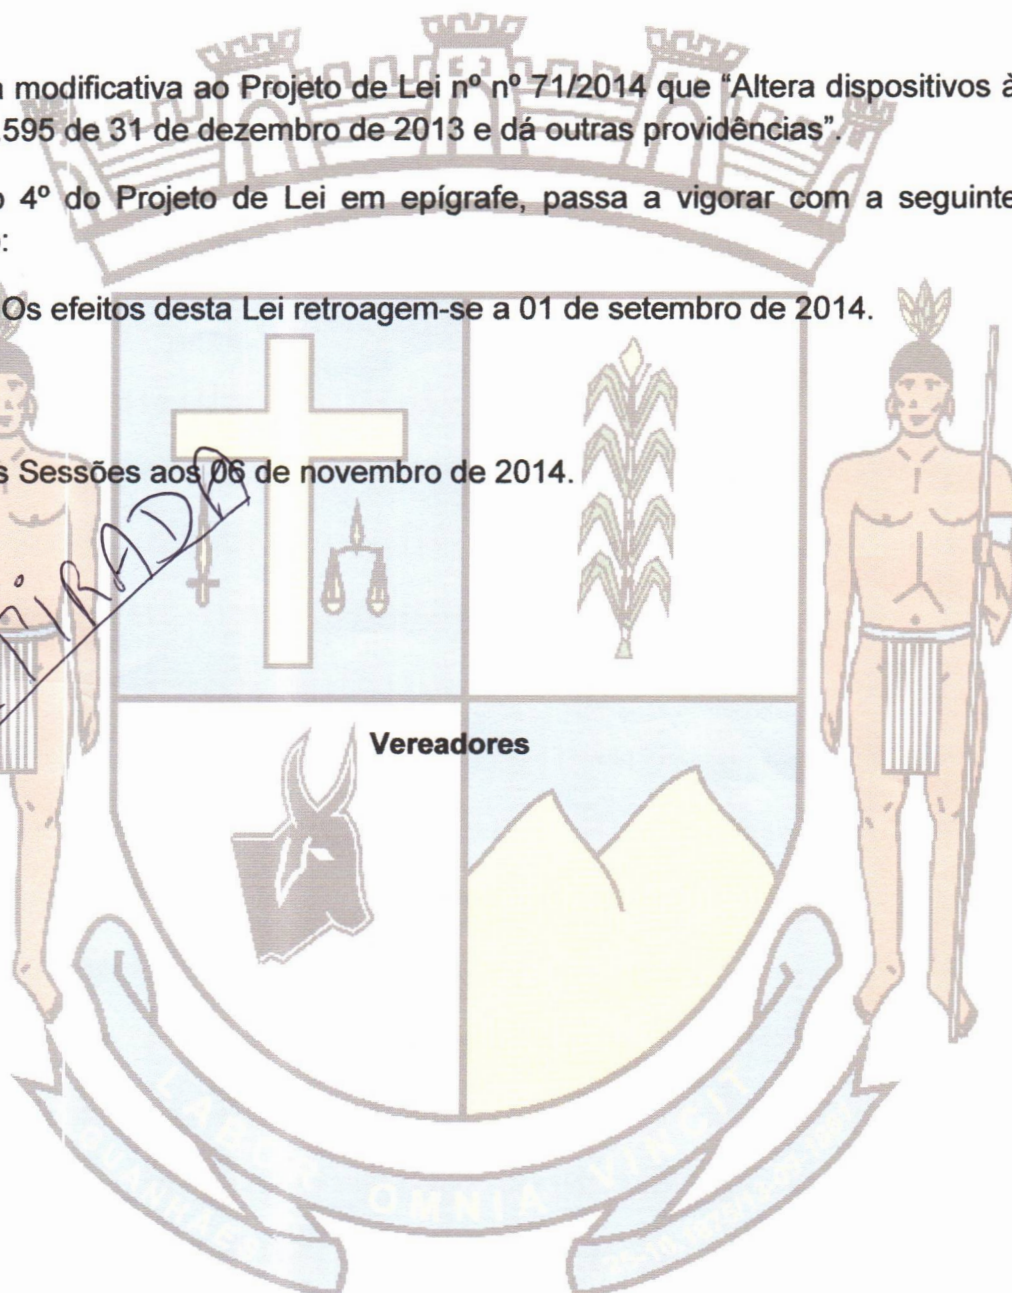 modificativa ao Projeto de Lei nº nº 71/2014 que “Altera dispositivos à
595 de 31 de dezembro de 2013 e dá outras providências”.
4º do Projeto de Lei em epígrafe, passa a vigorar com a seguinte
:
Os efeitos desta Lei retroagem-se a 01 de setembro de 2014.
s Sessões aos 06 de novembro de 2014.
TIRADA
Vereadores
LABOR OMNIA VINCIT
GUANHÃES